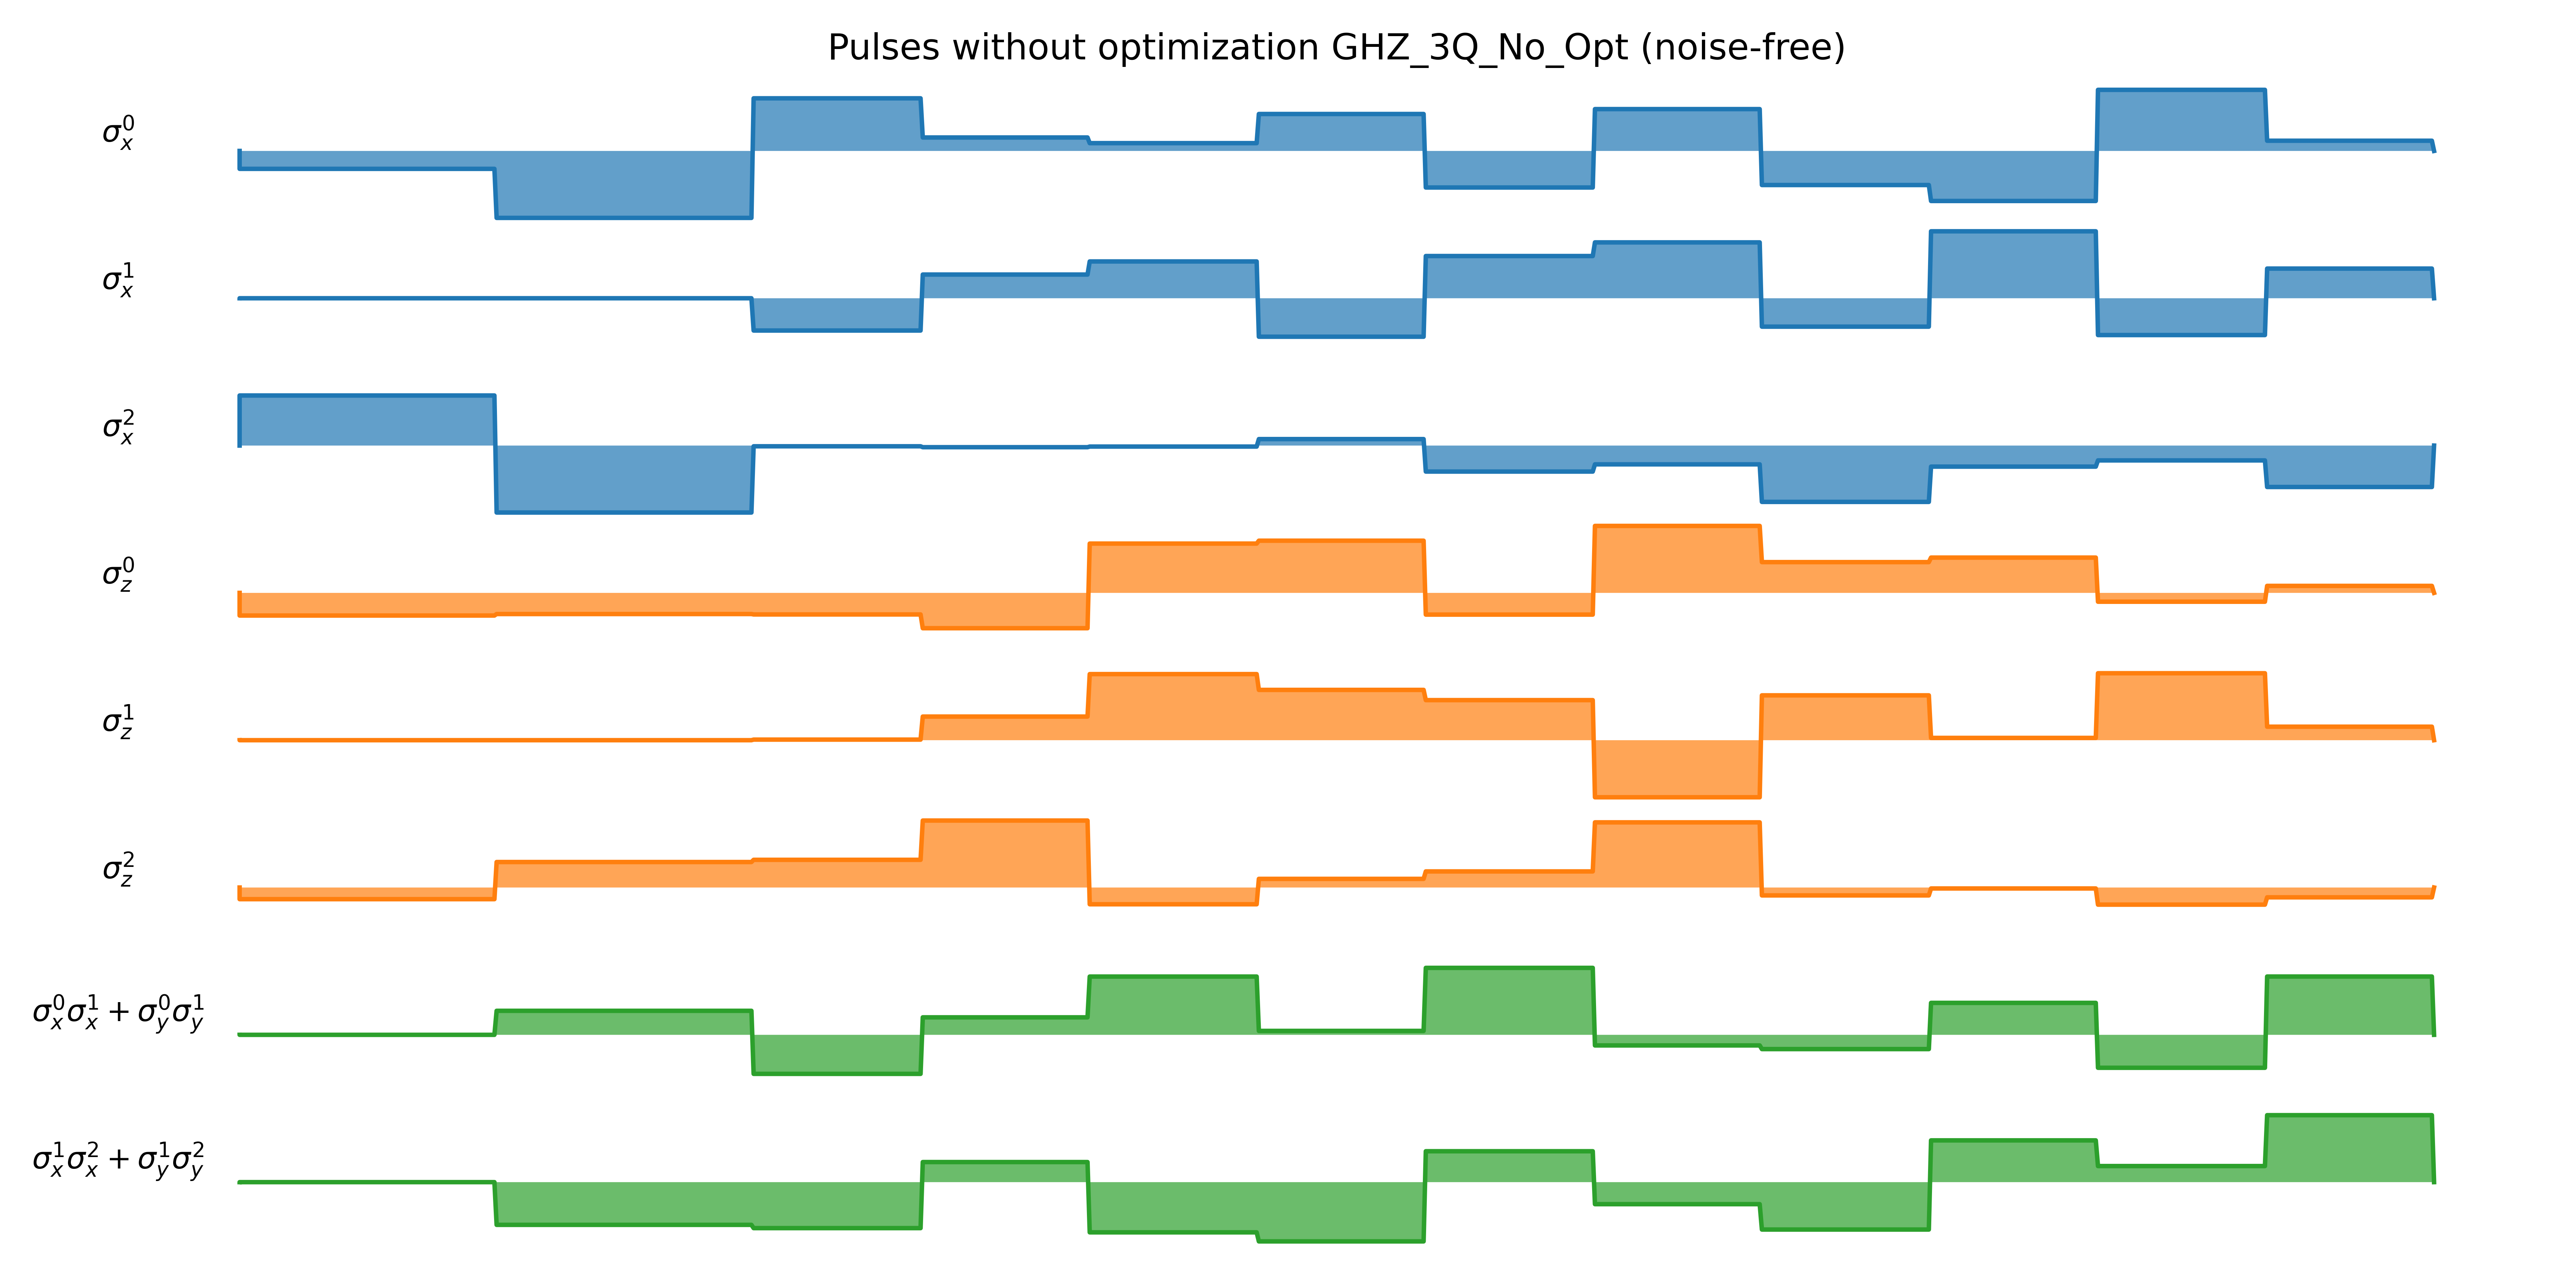 Pulses without optimization GHZ_3Q_No_Opt (noise-free)
σ_x^0
σ_x^1
σ_x^2
σ_z^0
σ_z^1
σ_z^2
σ_x^0σ_x^1 + σ_y^0σ_y^1
σ_x^1σ_x^2 + σ_y^1σ_y^2